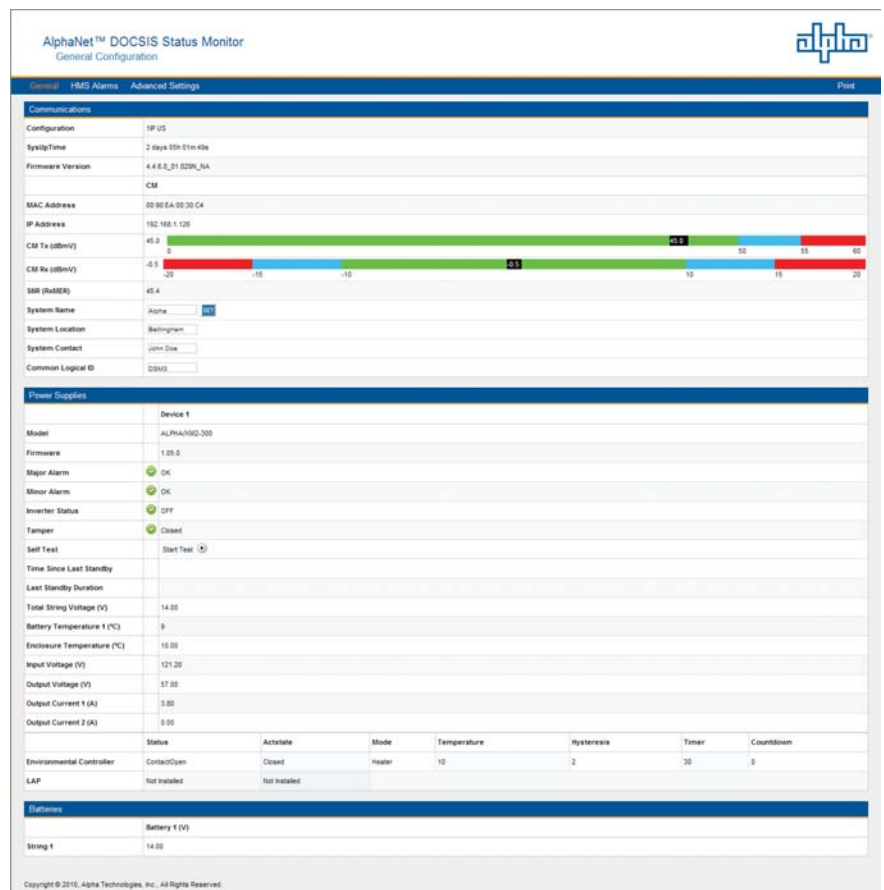 AlphaNet™ DOCSIS Status Monitor
General Configuration
alpha
General HMS Alarms Advanced Settings Print
Communications
Configuration 1IP US
SysUpTime 2 days 05h 01m 49s
Firmware Version 4.4.6.0_01.029N_NA
CM
MAC Address 00:90:EA:00:30:C4
IP Address 192.168.1.126
CM Tx (dBmV) 45.0 45.0
0 50 55 60
CM Rx (dBmV) -0.5 -0.5
-20 -15 -10 10 15 20
SNR (RxMER) 45.4
System Name Alpha SET
System Location Bellingham
System Contact John Doe
Common Logical ID DSM3
Power Supplies
Device 1
Model ALPHA/XM2-300
Firmware 1.05.0
Major Alarm OK
Minor Alarm OK
Inverter Status OFF
Tamper Closed
Self Test Start Test
Time Since Last Standby
Last Standby Duration
Total String Voltage (V) 14.00
Battery Temperature 1 (ºC) 9
Enclosure Temperature (ºC) 10.00
Input Voltage (V) 121.20
Output Voltage (V) 57.00
Output Current 1 (A) 3.80
Output Current 2 (A) 0.00
Status Actstate Mode Temperature Hysteresis Timer Countdown
Environmental Controller ContactOpen Closed Heater 10 2 30 0
LAP Not Installed Not Installed
Batteries
Battery 1 (V)
String 1 14.00
Copyright © 2010, Alpha Technologies, Inc., All Rights Reserved.